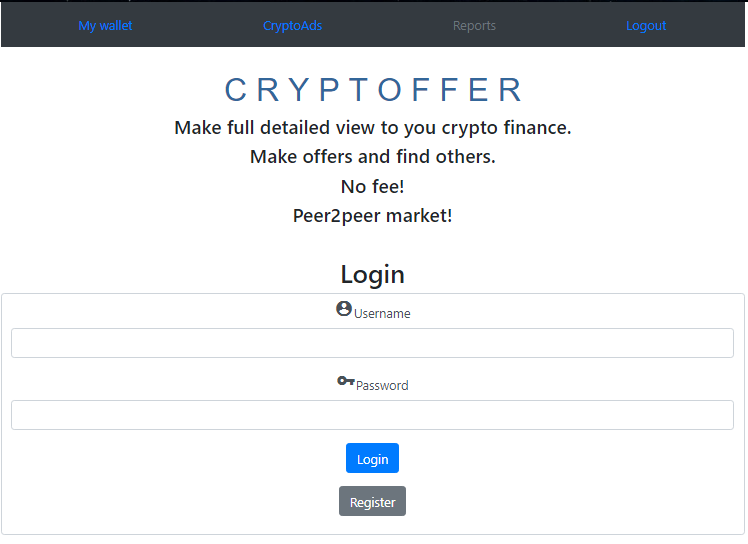 My wallet CryptoAds Reports Logout
CRYPTOFFER
Make full detailed view to you crypto finance.
Make offers and find others.
No fee!
Peer2peer market!
Login
Username
Password
Login
Register